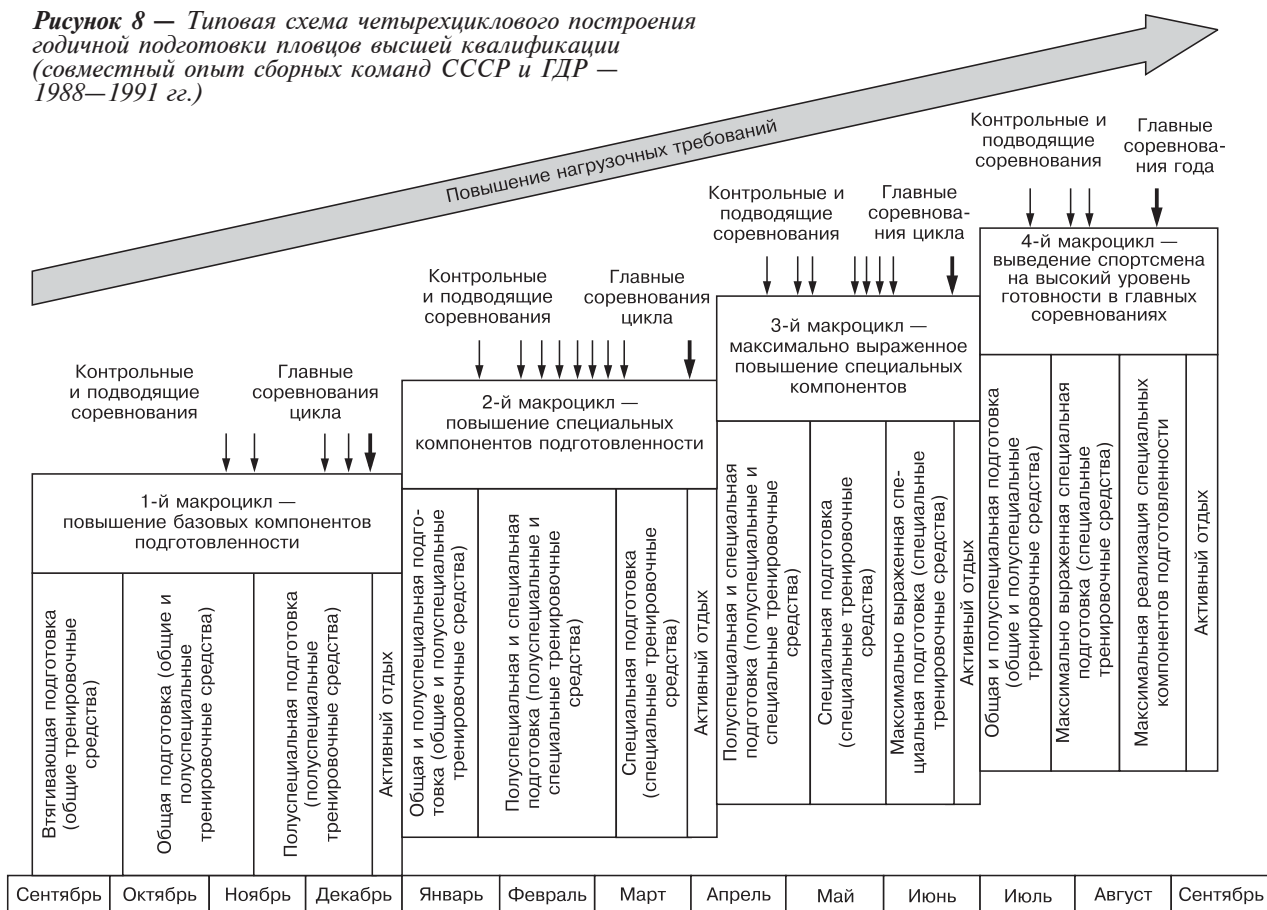 Рисунок 8 — Типовая схема четырехциклового построения
годичной подготовки пловцов высшей квалификации
(совместный опыт сборных команд СССР и ГДР —
1988—1991 гг.)
Повышение нагрузочных требований
Контрольные
и подводящие
соревнования
Главные
соревнования
цикла
1-й макроцикл —
повышение базовых компонентов
подготовленности
Втягивающая подготовка
(общие тренировочные
средства)
Общая подготовка (общие и
полуспециальные
тренировочные средства)
Полуспециальная подготовка
(полуспециальные
тренировочные средства)
Активный отдых
Контрольные
и подводящие
соревнования
Главные
соревнования
цикла
2-й макроцикл —
повышение специальных
компонентов подготовленности
Общая и полуспециальная подго-
товка (общие и полуспециальные
тренировочные средства)
Полуспециальная и специальная
подготовка (полуспециальные и
специальные тренировочные
средства)
Специальная подготовка
(специальные тренировочные
средства)
Активный отдых
Контрольные и
подводящие
соревнования
Главные
соревнова-
ния цикла
3-й макроцикл —
максимально выраженное
повышение специальных
компонентов
Полуспециальная и специальная
подготовка (полуспециальные и
специальные тренировочные
средства)
Специальная подготовка
(специальные тренировочные
средства)
Максимально выраженная спе-
циальная подготовка (специальные
тренировочные средства)
Активный отдых
Контрольные и
подводящие
соревнования
Главные
соревнова-
ния года
4-й макроцикл —
выведение спортсмена
на высокий уровень
готовности в главных
соревнованиях
Общая и полуспециальная подготовка
(общие и полуспециальные
тренировочные средства)
Максимально выраженная специальная
подготовка (специальные
тренировочные средства)
Максимальная реализация специальных
компонентов подготовленности
Активный отдых
Сентябрь
Октябрь
Ноябрь
Декабрь
Январь
Февраль
Март
Апрель
Май
Июнь
Июль
Август
Сентябрь